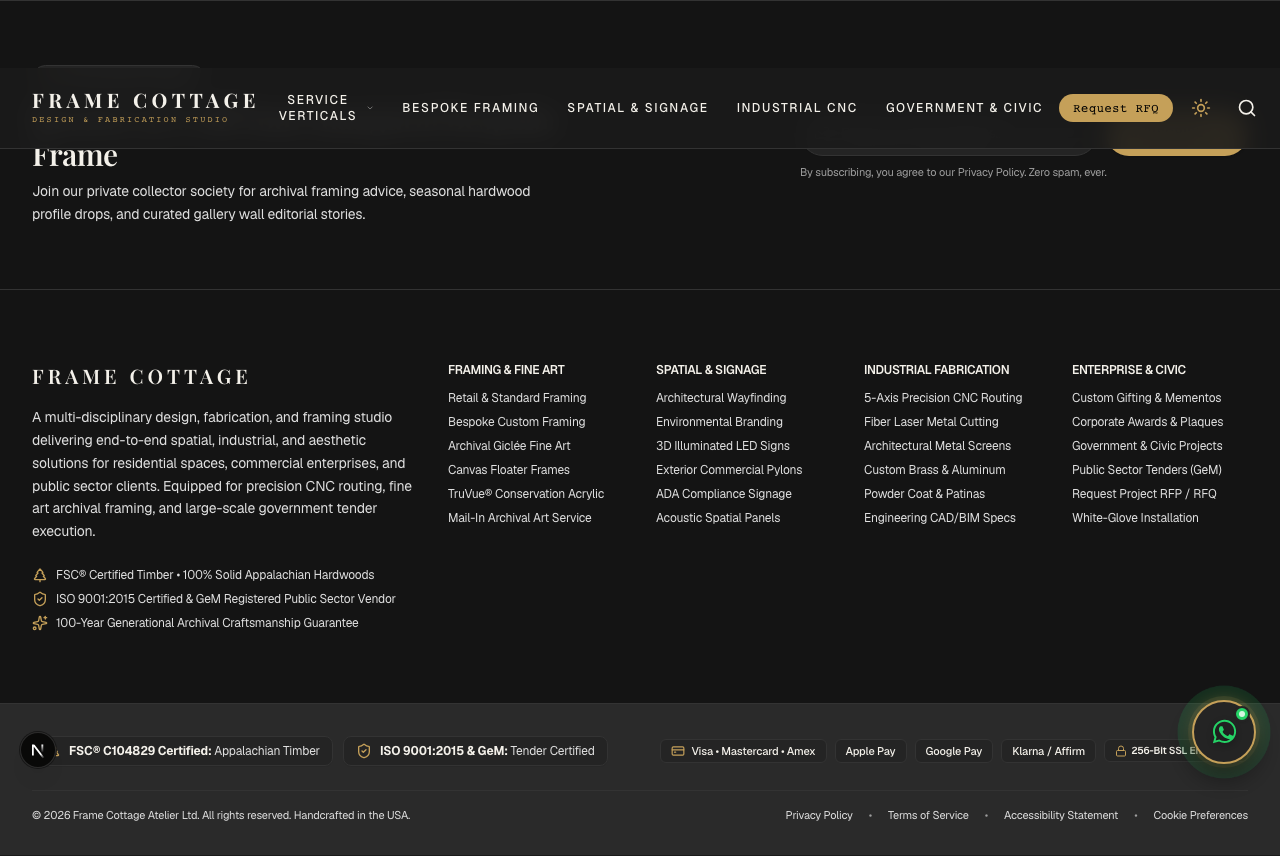 FRAME COTTAGE
DESIGN & FABRICATION STUDIO
SERVICE
VERTICALS
BESPOKE FRAMING
SPATIAL & SIGNAGE
INDUSTRIAL CNC
GOVERNMENT & CIVIC
Request RFQ
Frame
Join our private collector society for archival framing advice, seasonal hardwood
profile drops, and curated gallery wall editorial stories.
By subscribing, you agree to our Privacy Policy. Zero spam, ever.
FRAME COTTAGE
A multi-disciplinary design, fabrication, and framing studio
delivering end-to-end spatial, industrial, and aesthetic
solutions for residential spaces, commercial enterprises, and
public sector clients. Equipped for precision CNC routing, fine
art archival framing, and large-scale government tender
execution.
FSC® Certified Timber • 100% Solid Appalachian Hardwoods
ISO 9001:2015 Certified & GeM Registered Public Sector Vendor
100-Year Generational Archival Craftsmanship Guarantee
FRAMING & FINE ART
Retail & Standard Framing
Bespoke Custom Framing
Archival Giclée Fine Art
Canvas Floater Frames
TruVue® Conservation Acrylic
Mail-In Archival Art Service
SPATIAL & SIGNAGE
Architectural Wayfinding
Environmental Branding
3D Illuminated LED Signs
Exterior Commercial Pylons
ADA Compliance Signage
Acoustic Spatial Panels
INDUSTRIAL FABRICATION
5-Axis Precision CNC Routing
Fiber Laser Metal Cutting
Architectural Metal Screens
Custom Brass & Aluminum
Powder Coat & Patinas
Engineering CAD/BIM Specs
ENTERPRISE & CIVIC
Custom Gifting & Mementos
Corporate Awards & Plaques
Government & Civic Projects
Public Sector Tenders (GeM)
Request Project RFP / RFQ
White-Glove Installation
N
FSC® C104829 Certified: Appalachian Timber
ISO 9001:2015 & GeM: Tender Certified
Visa • Mastercard • Amex
Apple Pay
Google Pay
Klarna / Affirm
256-Bit SSL
© 2026 Frame Cottage Atelier Ltd. All rights reserved. Handcrafted in the USA.
Privacy Policy • Terms of Service • Accessibility Statement • Cookie Preferences